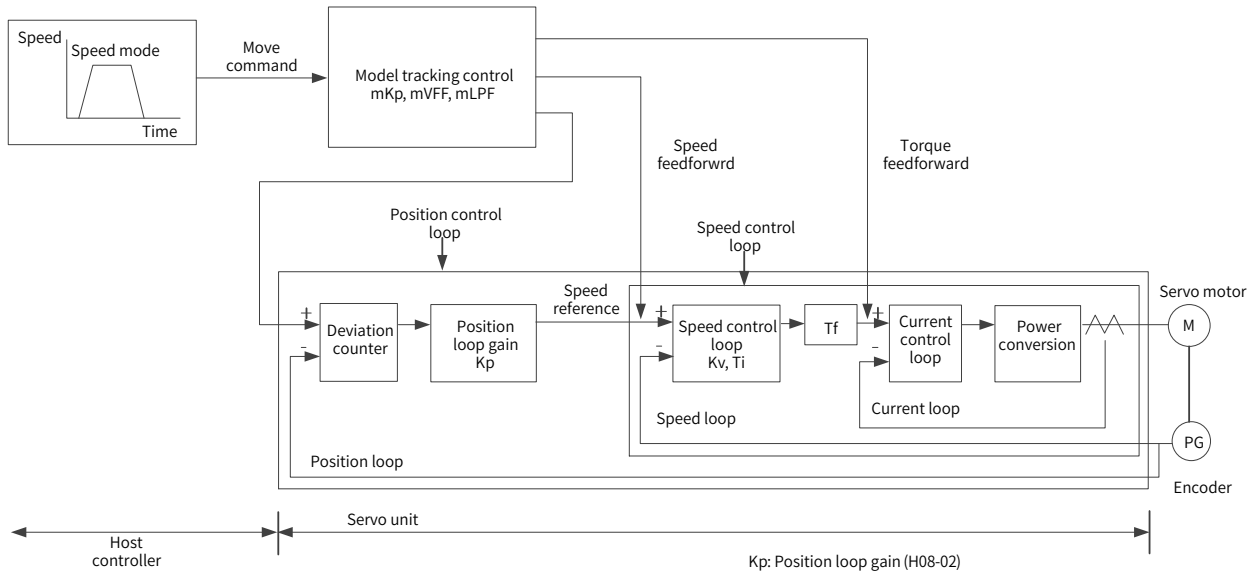 Speed
Speed mode
Time
Move
command
Model tracking control
mKp, mVFF, mLPF
Speed
feedforwrd
Torque
feedforward
Position control
loop
Speed control
loop
Speed
reference
Servo motor
+
-
Deviation
counter
Position
loop gain
Kp
+
-
Speed control
loop
Kv, Ti
Tf
+
-
Current
control
loop
Power
conversion
M
Current loop
Speed loop
PG
Position loop
Encoder
Servo unit
Host
controller
Kp: Position loop gain (H08-02)